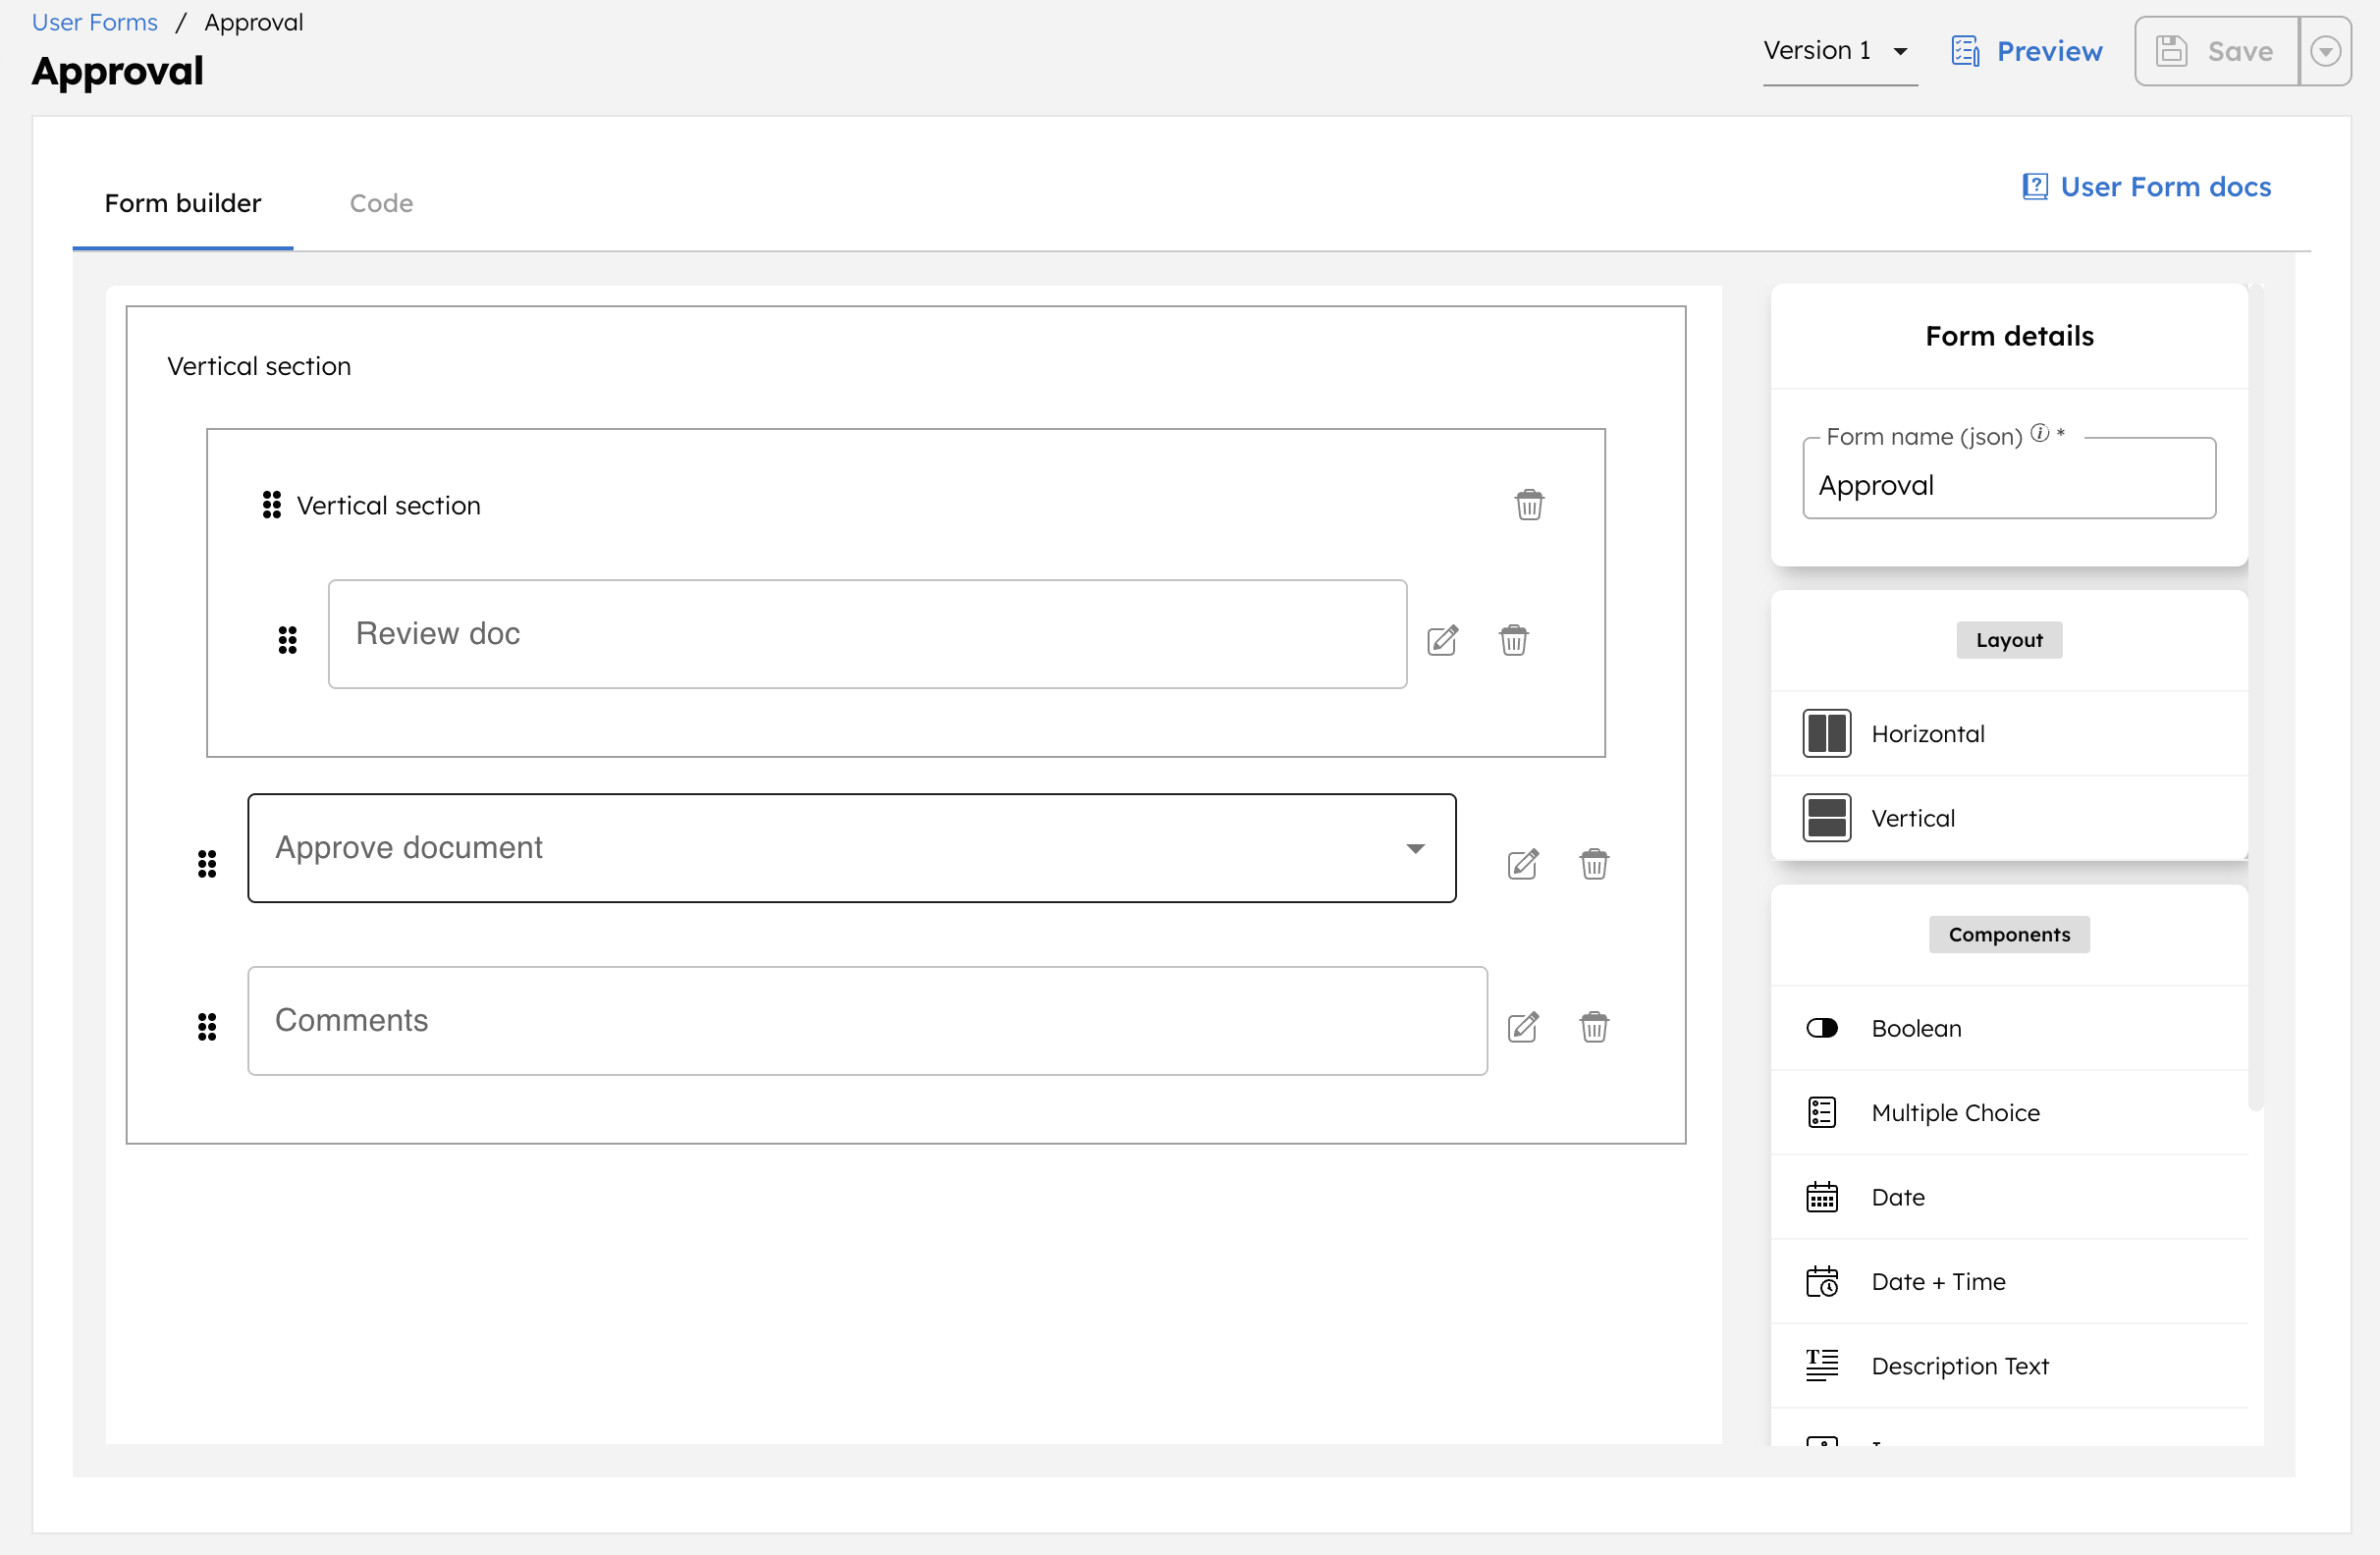 User Forms / Approval
Approval
Version 1
Preview
Save
Form builder
Code
User Form docs
Vertical section
Vertical section
Review doc
Approve document
Comments
Form details
Form name (json) *
Approval
Layout
Horizontal
Vertical
Components
Boolean
Multiple Choice
Date
Date + Time
Description Text